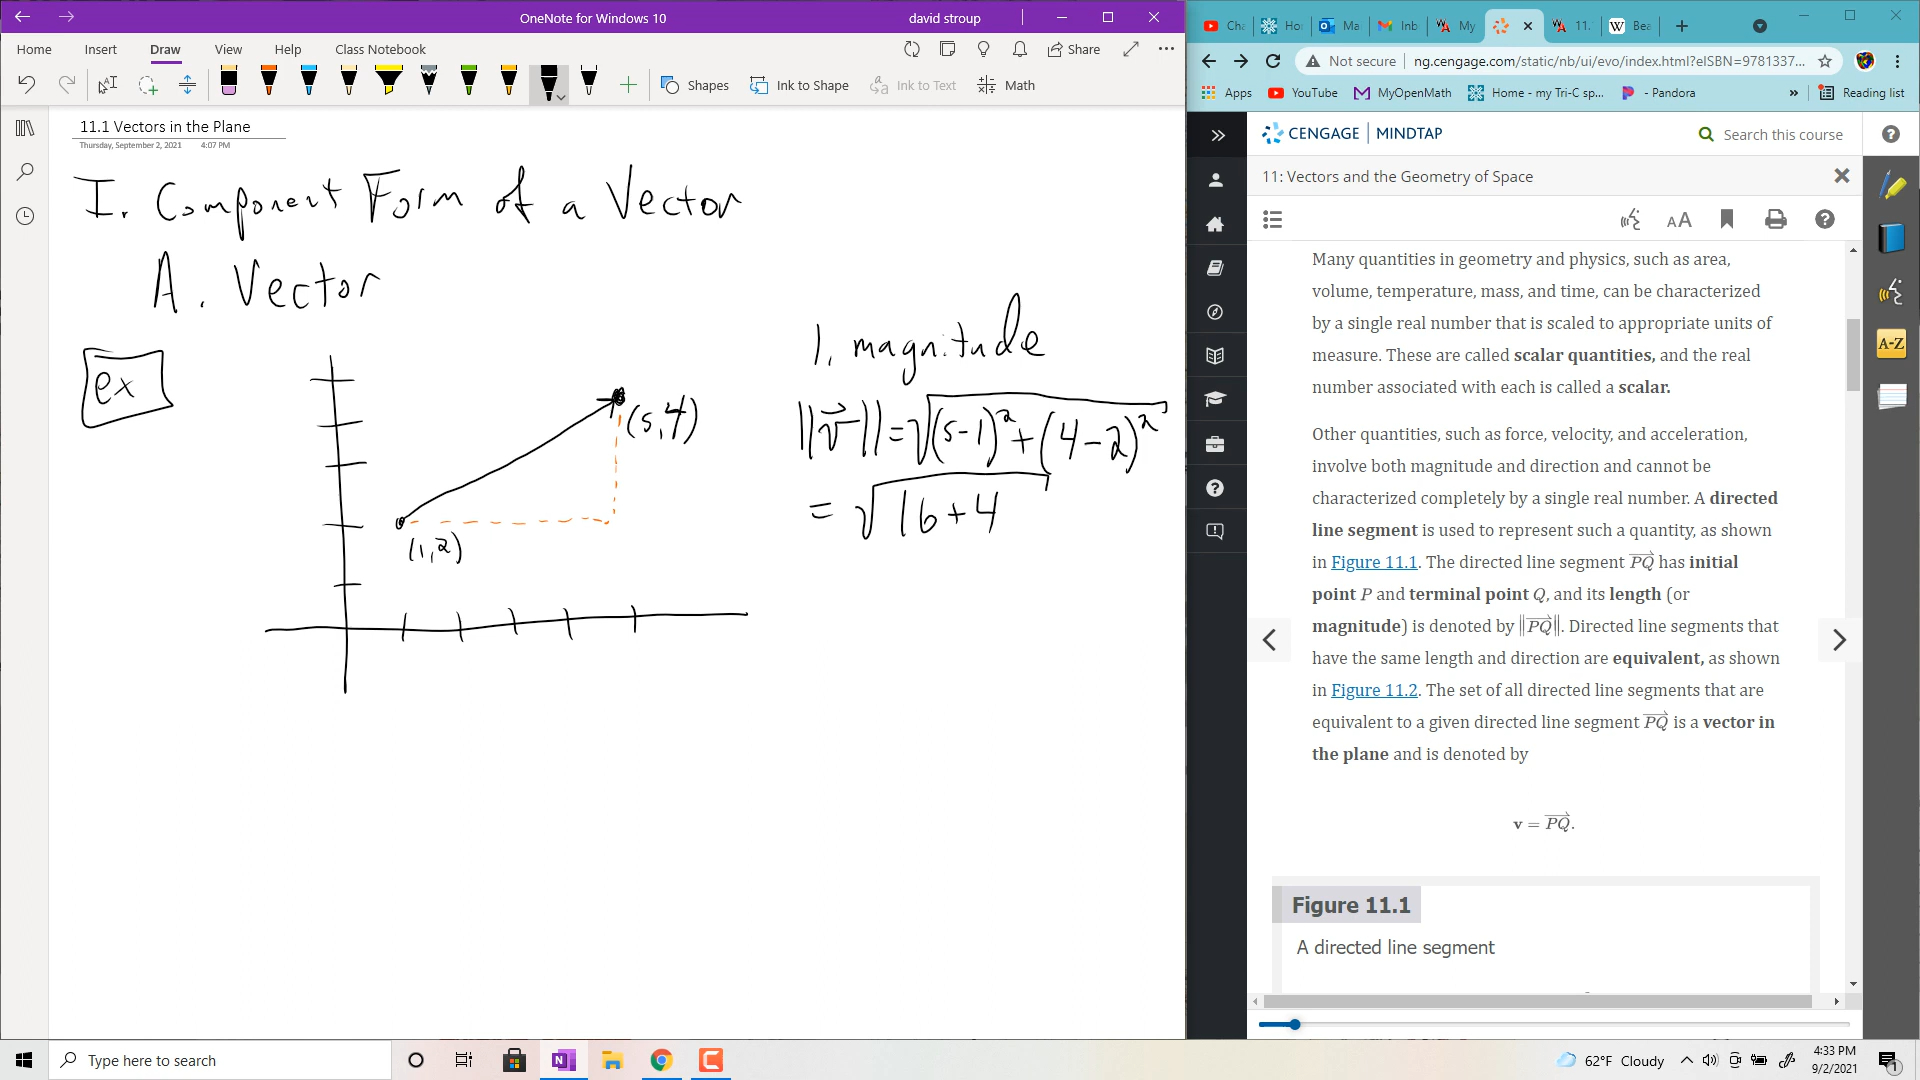 OneNote for Windows 10
david stroup
Home Insert Draw View Help Class Notebook
Share
Shapes Ink to Shape Ink to Text Math
11.1 Vectors in the Plane
Thursday, September 2, 2021 4:07 PM
I. Component Form of a Vector
A. Vector
ex
(5,4)
(1,2)
1. magnitude
||v⃗|| = √(5-1)²+(4-2)²
= √16+4
Type here to search
Ho Ma Inb My 11. Bea
Not secure ng.cengage.com/static/nb/ui/evo/index.html?eISBN=9781337...
Apps YouTube MyOpenMath Home - my Tri-C sp... - Pandora » Reading list
CENGAGE MINDTAP
Search this course
11: Vectors and the Geometry of Space
AA
A-Z
Many quantities in geometry and physics, such as area,
volume, temperature, mass, and time, can be characterized
by a single real number that is scaled to appropriate units of
measure. These are called scalar quantities, and the real
number associated with each is called a scalar.
Other quantities, such as force, velocity, and acceleration,
involve both magnitude and direction and cannot be
characterized completely by a single real number. A directed
line segment is used to represent such a quantity, as shown
in Figure 11.1. The directed line segment PQ has initial
point P and terminal point Q, and its length (or
magnitude) is denoted by ‖PQ‖. Directed line segments that
have the same length and direction are equivalent, as shown
in Figure 11.2. The set of all directed line segments that are
equivalent to a given directed line segment PQ is a vector in
the plane and is denoted by
v = PQ.
Figure 11.1
A directed line segment
62°F Cloudy
4:33 PM
9/2/2021
1